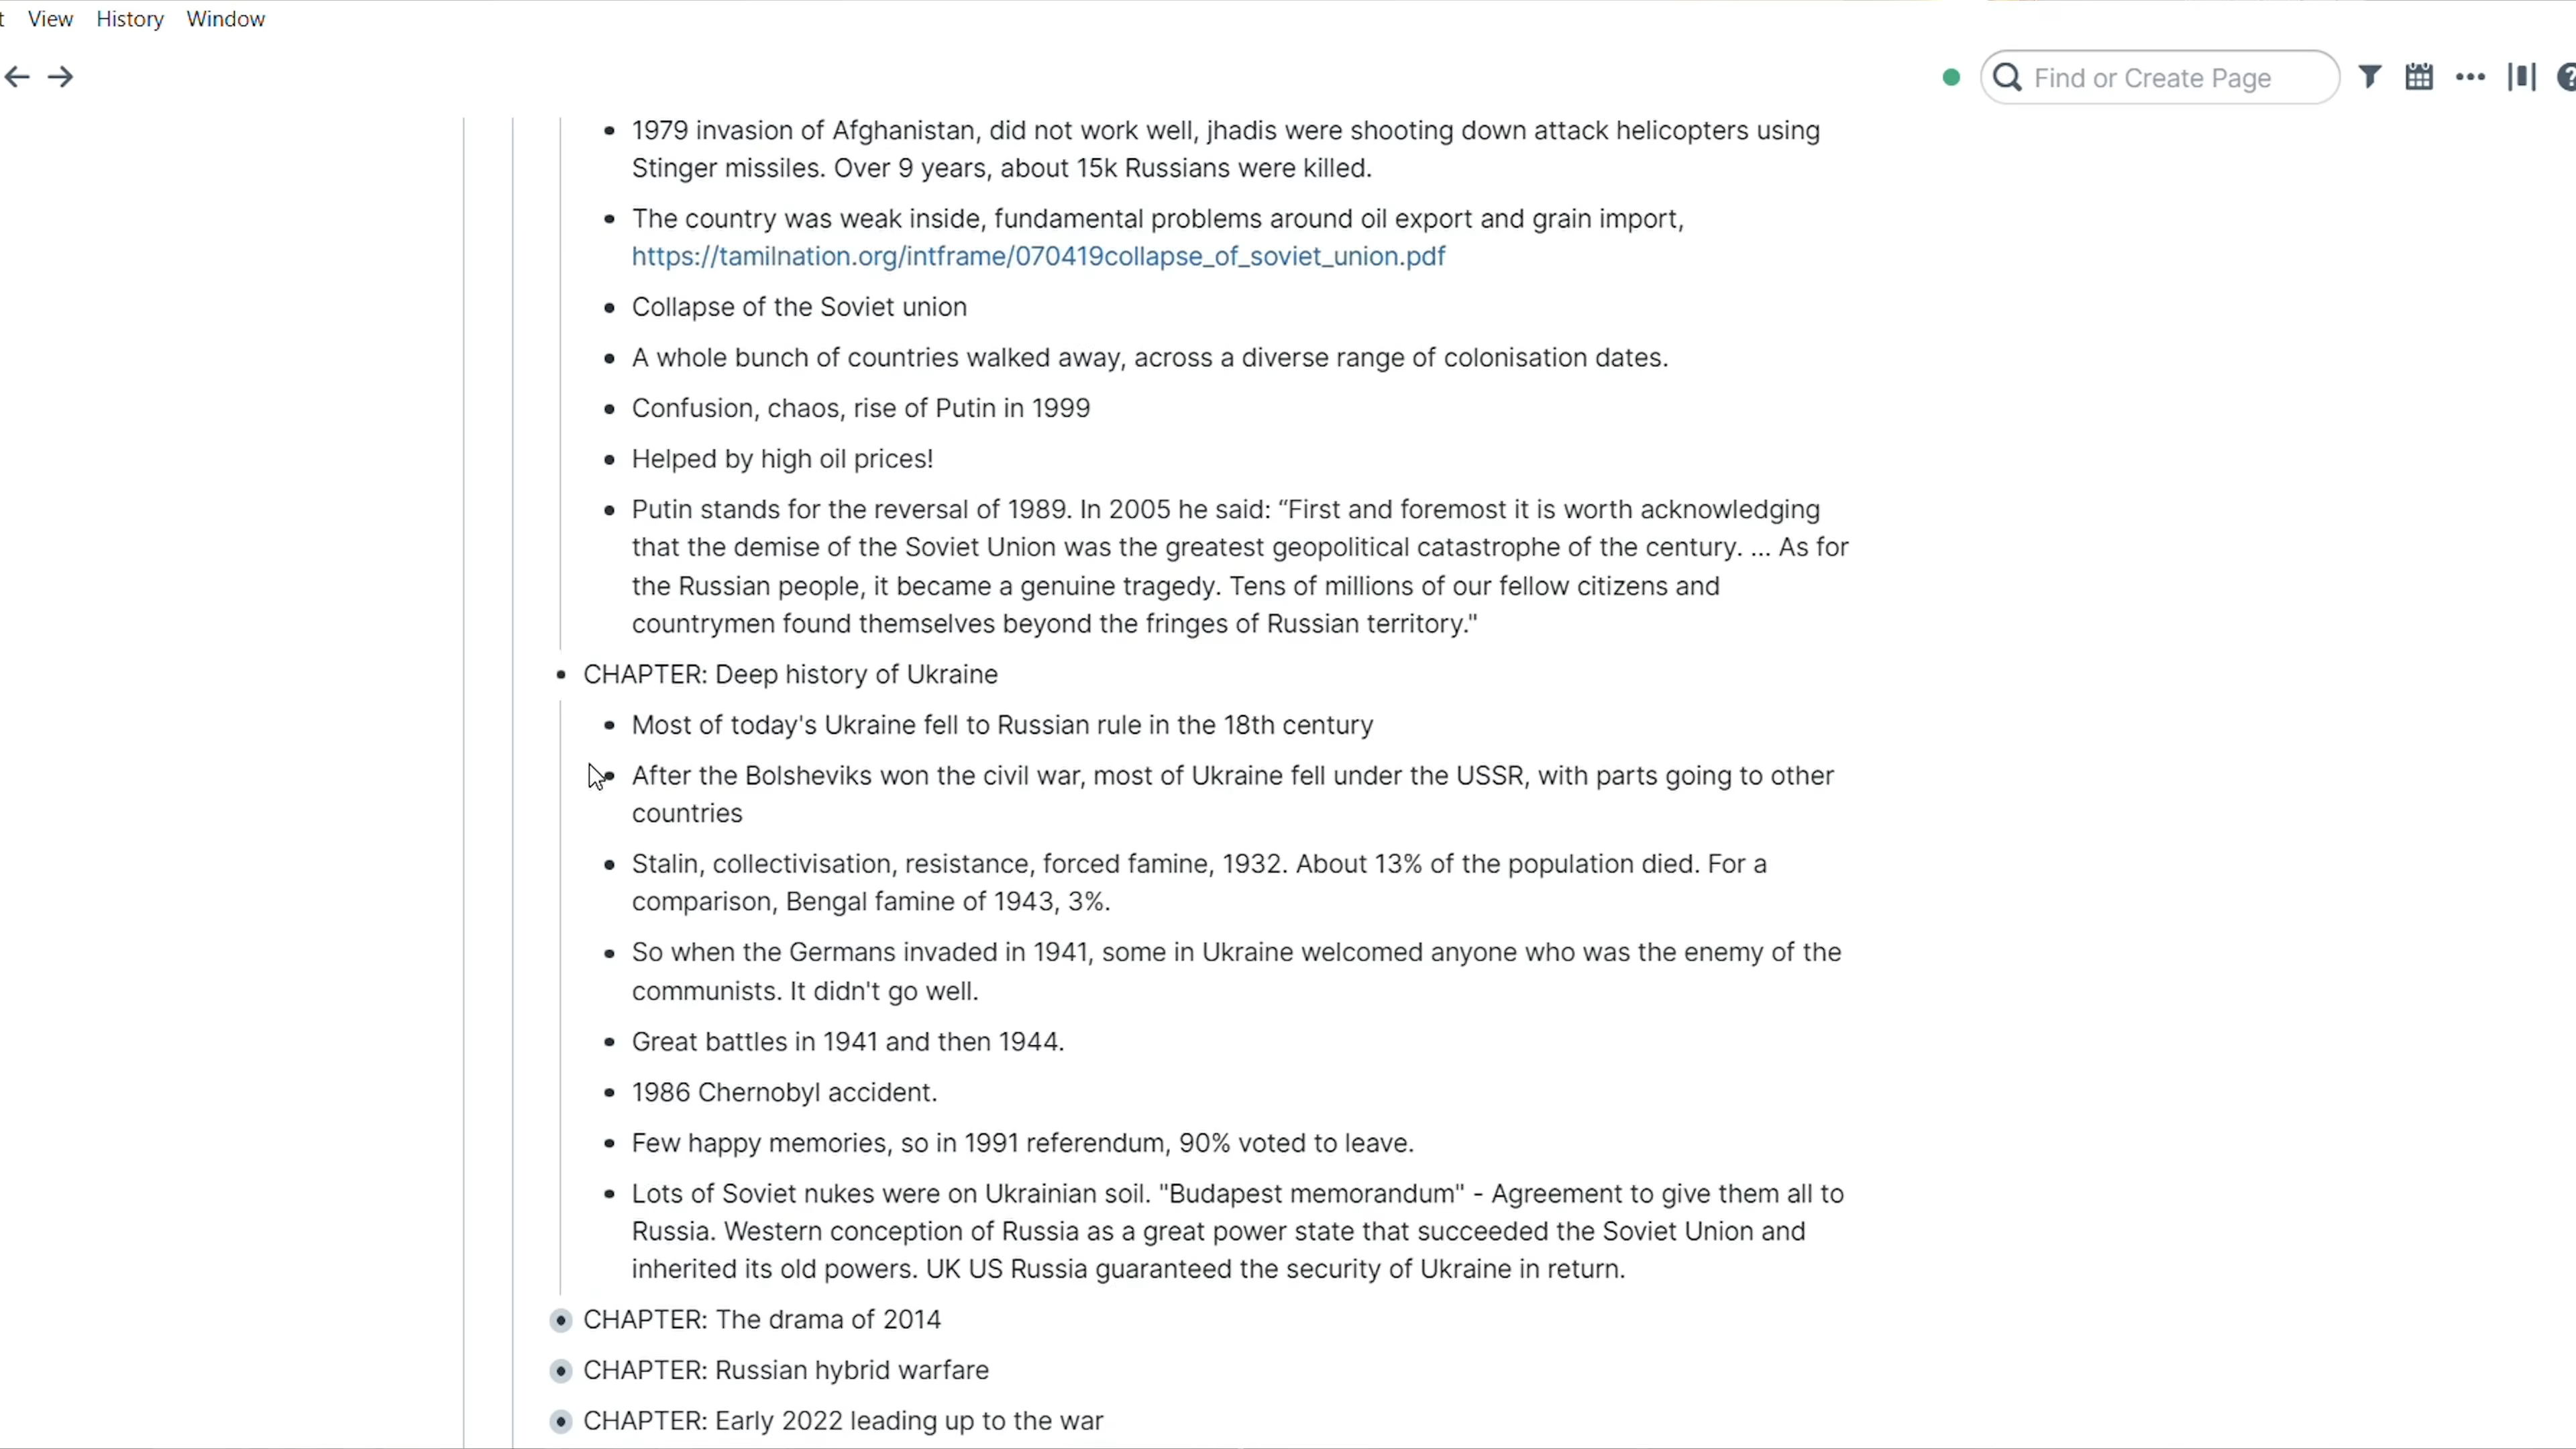 View History Window
Find or Create Page
1979 invasion of Afghanistan, did not work well, jhadis were shooting down attack helicopters using
Stinger missiles. Over 9 years, about 15k Russians were killed.
The country was weak inside, fundamental problems around oil export and grain import,
https://tamilnation.org/intframe/070419collapse_of_soviet_union.pdf
Collapse of the Soviet union
A whole bunch of countries walked away, across a diverse range of colonisation dates.
Confusion, chaos, rise of Putin in 1999
Helped by high oil prices!
Putin stands for the reversal of 1989. In 2005 he said: “First and foremost it is worth acknowledging
that the demise of the Soviet Union was the greatest geopolitical catastrophe of the century. ... As for
the Russian people, it became a genuine tragedy. Tens of millions of our fellow citizens and
countrymen found themselves beyond the fringes of Russian territory."
CHAPTER: Deep history of Ukraine
Most of today's Ukraine fell to Russian rule in the 18th century
After the Bolsheviks won the civil war, most of Ukraine fell under the USSR, with parts going to other
countries
Stalin, collectivisation, resistance, forced famine, 1932. About 13% of the population died. For a
comparison, Bengal famine of 1943, 3%.
So when the Germans invaded in 1941, some in Ukraine welcomed anyone who was the enemy of the
communists. It didn't go well.
Great battles in 1941 and then 1944.
1986 Chernobyl accident.
Few happy memories, so in 1991 referendum, 90% voted to leave.
Lots of Soviet nukes were on Ukrainian soil. "Budapest memorandum" - Agreement to give them all to
Russia. Western conception of Russia as a great power state that succeeded the Soviet Union and
inherited its old powers. UK US Russia guaranteed the security of Ukraine in return.
CHAPTER: The drama of 2014
CHAPTER: Russian hybrid warfare
CHAPTER: Early 2022 leading up to the war